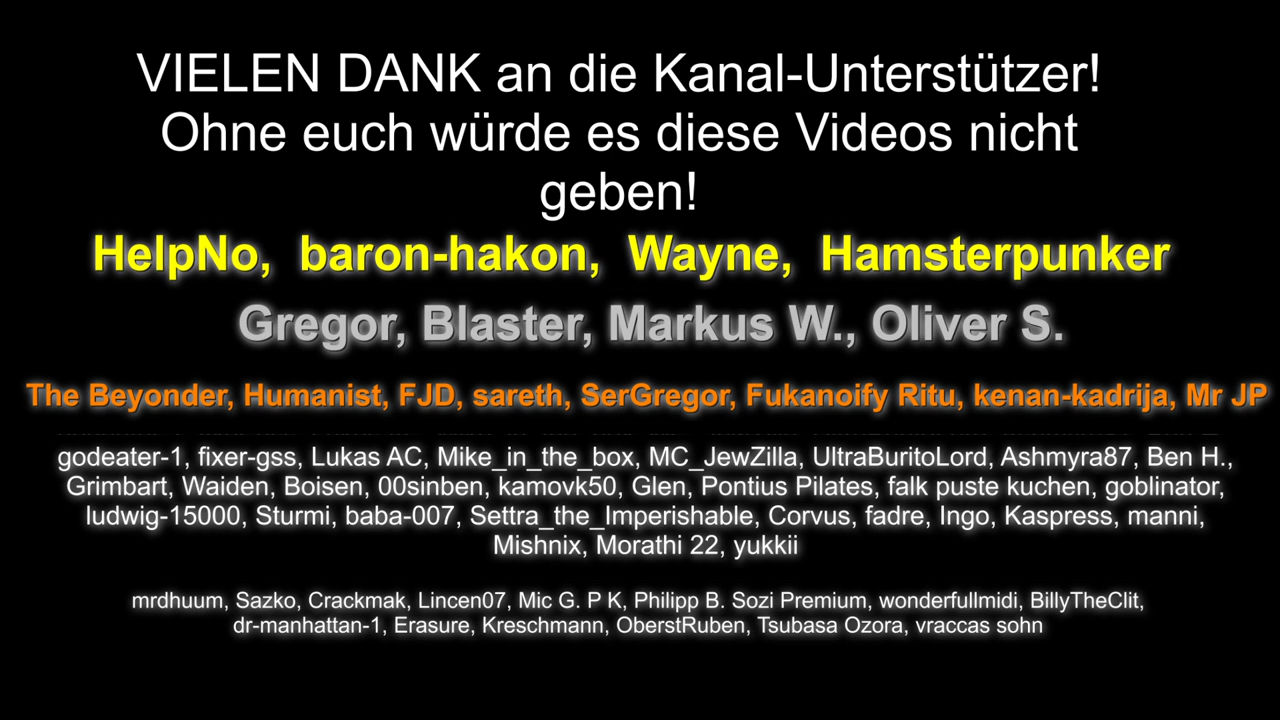 VIELEN DANK an die Kanal-Unterstützer!
Ohne euch würde es diese Videos nicht
geben!
HelpNo, baron-hakon, Wayne, Hamsterpunker
Gregor, Blaster, Markus W., Oliver S.
The Beyonder, Humanist, FJD, sareth, SerGregor, Fukanoify Ritu, kenan-kadrija, Mr JP
godeater-1, fixer-gss, Lukas AC, Mike_in_the_box, MC_JewZilla, UltraBuritoLord, Ashmyra87, Ben H.,
Grimbart, Waiden, Boisen, 00sinben, kamovk50, Glen, Pontius Pilates, falk puste kuchen, goblinator,
ludwig-15000, Sturmi, baba-007, Settra_the_Imperishable, Corvus, fadre, Ingo, Kaspress, manni,
Mishnix, Morathi 22, yukkii
mrdhuum, Sazko, Crackmak, Lincen07, Mic G. P K, Philipp B. Sozi Premium, wonderfullmidi, BillyTheClit,
dr-manhattan-1, Erasure, Kreschmann, OberstRuben, Tsubasa Ozora, vraccas sohn